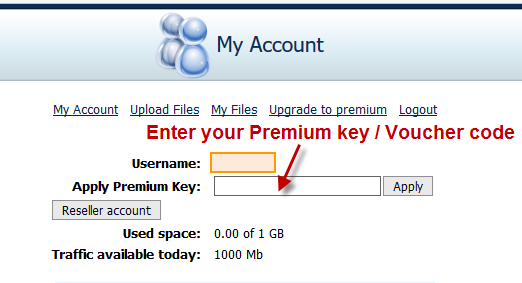 My Account
My Account Upload Files My Files Upgrade to premium Logout
Enter your Premium key / Voucher code
Username:
Apply Premium Key: Apply
Reseller account
Used space: 0.00 of 1 GB
Traffic available today: 1000 Mb